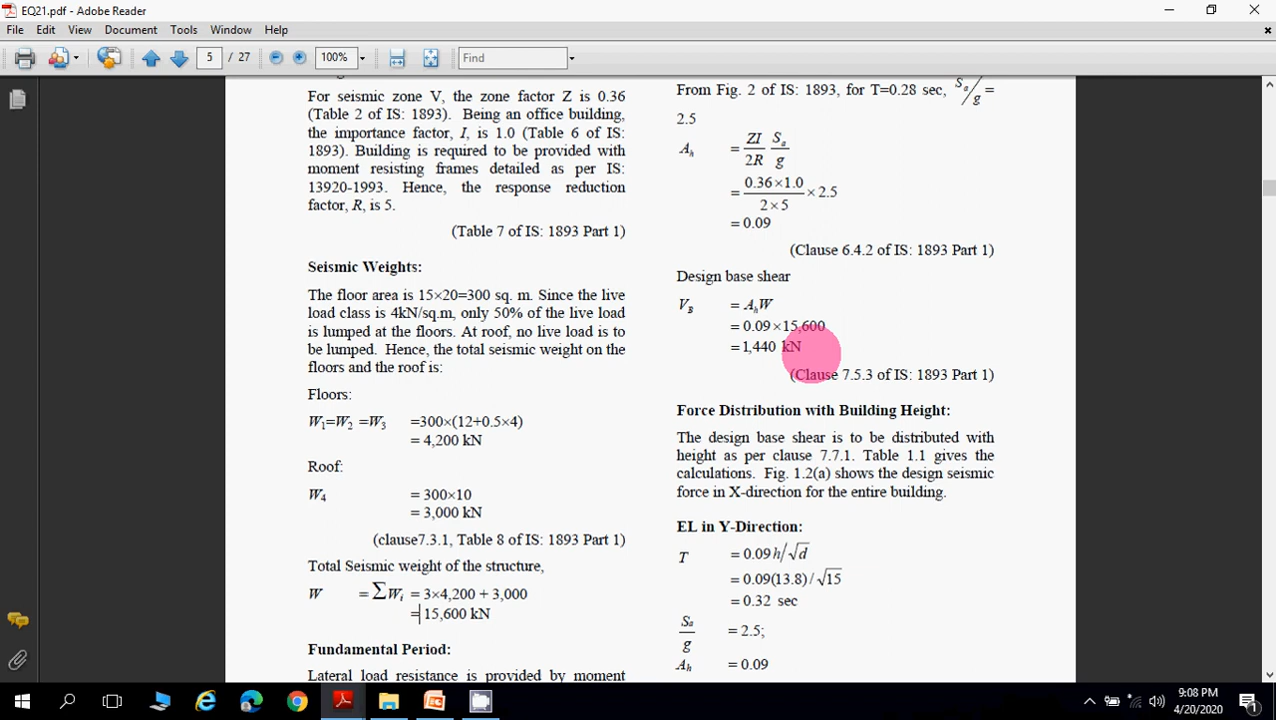 EQ21.pdf - Adobe Reader
File Edit View Document Tools Window Help
5 / 27 100% Find
For seismic zone V, the zone factor Z is 0.36
(Table 2 of IS: 1893). Being an office building,
the importance factor, I, is 1.0 (Table 6 of IS:
1893). Building is required to be provided with
moment resisting frames detailed as per IS:
13920-1993. Hence, the response reduction
factor, R, is 5.
(Table 7 of IS: 1893 Part 1)
Seismic Weights:
The floor area is 15×20=300 sq. m. Since the live
load class is 4kN/sq.m, only 50% of the live load
is lumped at the floors. At roof, no live load is to
be lumped. Hence, the total seismic weight on the
floors and the roof is:
Floors:
W1=W2 =W3 =300×(12+0.5×4)
= 4,200 kN
Roof:
W4 = 300×10
= 3,000 kN
(clause7.3.1, Table 8 of IS: 1893 Part 1)
Total Seismic weight of the structure,
W = ∑Wi = 3×4,200 + 3,000
= 15,600 kN
Fundamental Period:
Lateral load resistance is provided by moment
From Fig. 2 of IS: 1893, for T=0.28 sec, Sa/g =
2.5
Ah = ZI/2R Sa/g
= 0.36×1.0/2×5 × 2.5
= 0.09
(Clause 6.4.2 of IS: 1893 Part 1)
Design base shear
VB = AhW
= 0.09×15,600
= 1,440 kN
(Clause 7.5.3 of IS: 1893 Part 1)
Force Distribution with Building Height:
The design base shear is to be distributed with
height as per clause 7.7.1. Table 1.1 gives the
calculations. Fig. 1.2(a) shows the design seismic
force in X-direction for the entire building.
EL in Y-Direction:
T = 0.09 h/√d
= 0.09(13.8)/√15
= 0.32 sec
Sa/g = 2.5;
Ah = 0.09
9:08 PM
4/20/2020
1